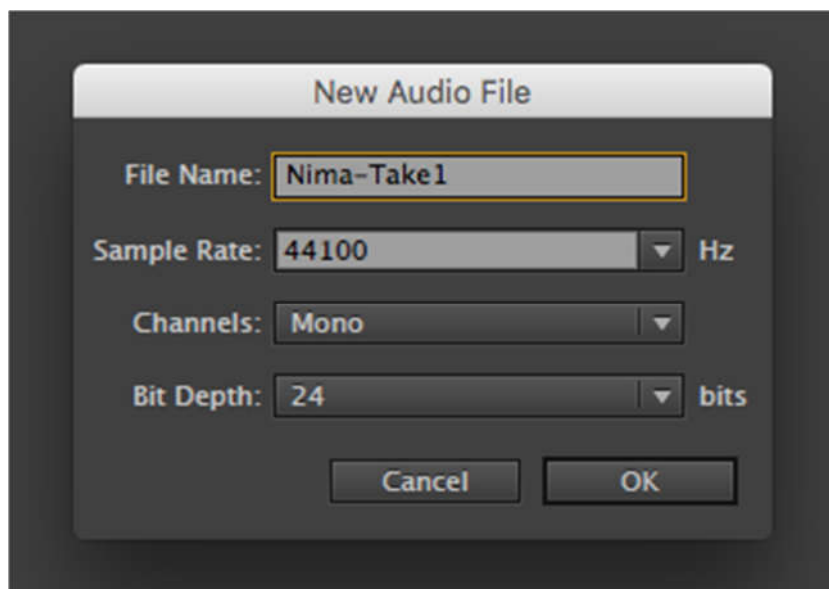 New Audio File
File Name: Nima-Take1
Sample Rate: 44100 Hz
Channels: Mono
Bit Depth: 24 bits
Cancel OK